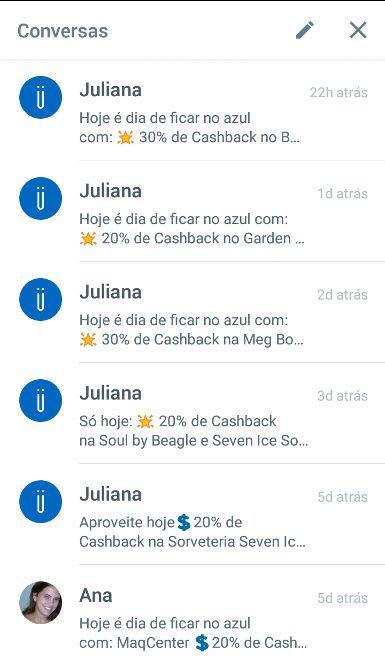 Conversas
Juliana
22h atrás
Hoje é dia de ficar no azul
com: 30% de Cashback no B...
Juliana
1d atrás
Hoje é dia de ficar no azul com:
20% de Cashback no Garden ...
Juliana
2d atrás
Hoje é dia de ficar no azul com:
30% de Cashback na Meg Bo...
Juliana
3d atrás
Só hoje: 20% de Cashback
na Soul by Beagle e Seven Ice So...
Juliana
5d atrás
Aproveite hoje💲20% de
Cashback na Sorveteria Seven Ic...
Ana
5d atrás
Hoje é dia de ficar no azul
com: MaqCenter 💲20% de Cash...